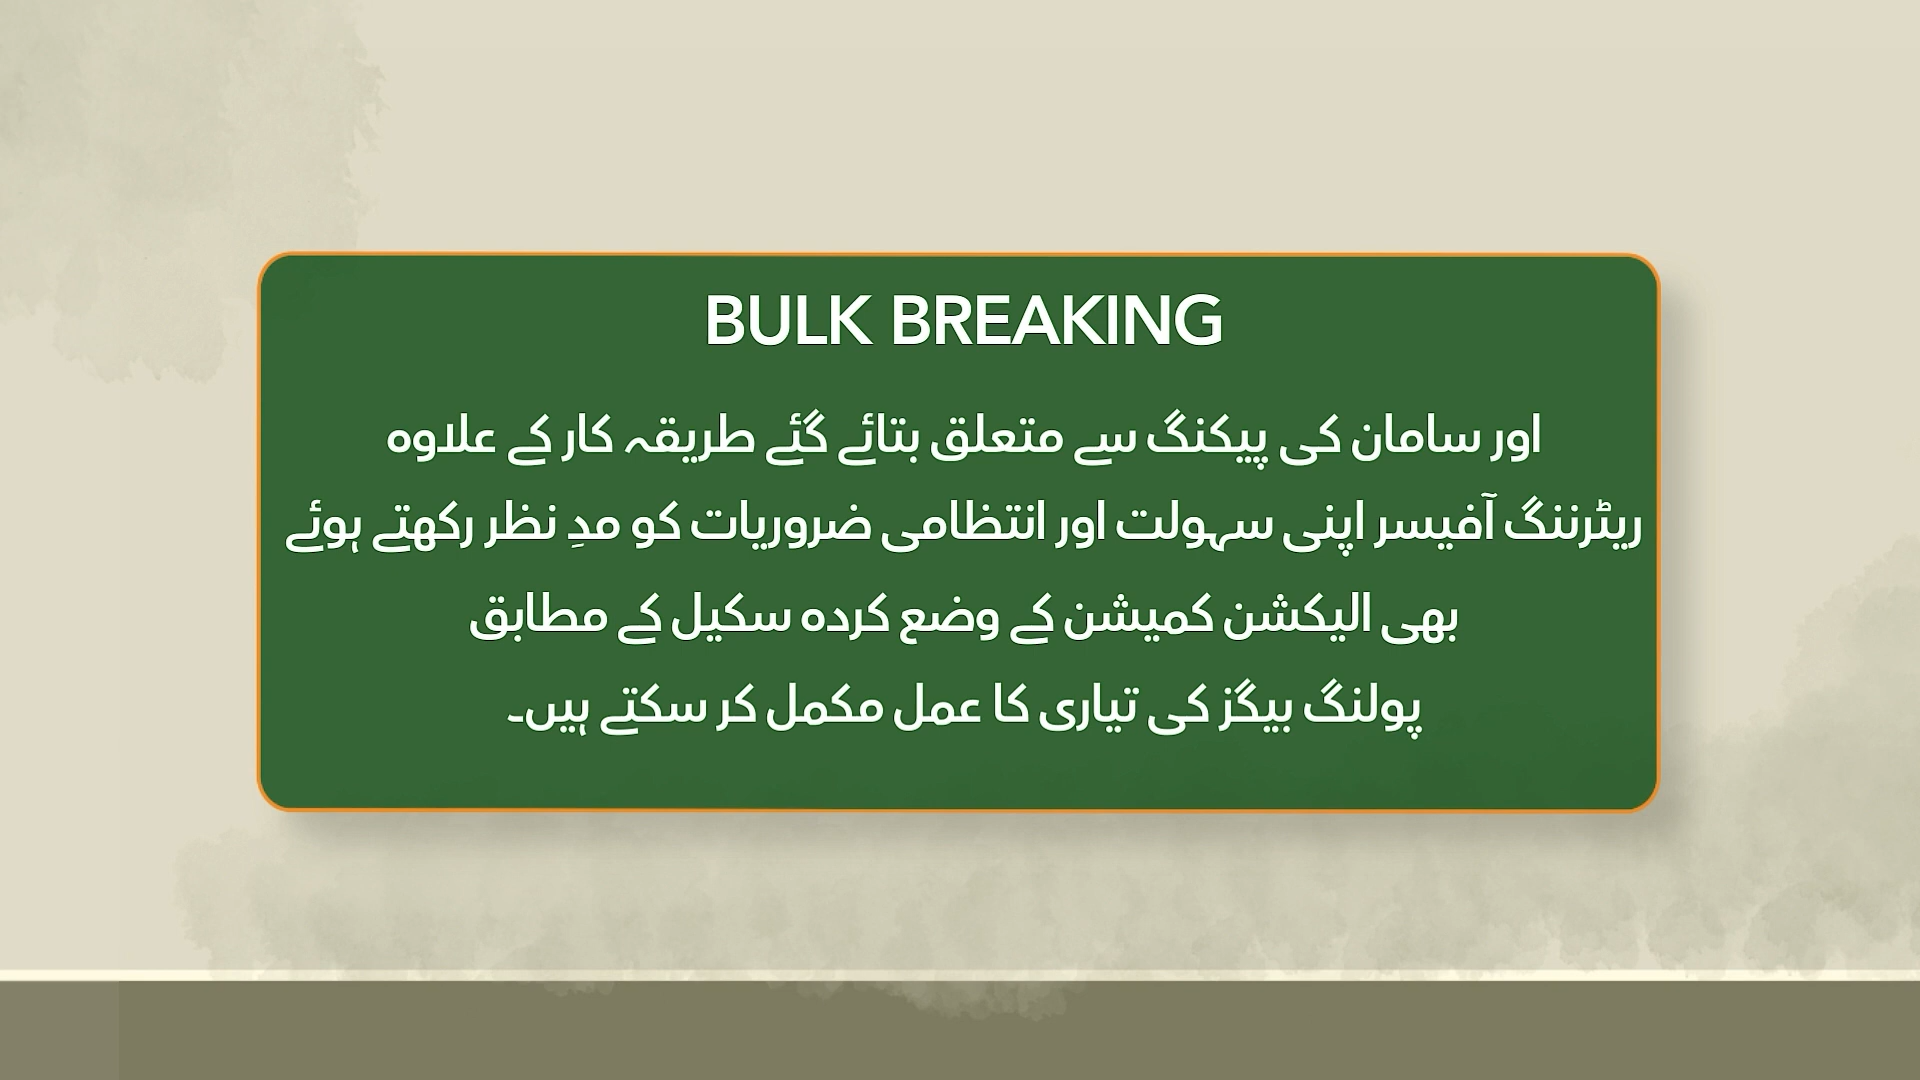 BULK BREAKING
اور سامان کی پیکنگ سے متعلق بتائے گئے طریقہ کار کے علاوہ
ریٹرننگ آفیسر اپنی سہولت اور انتظامی ضروریات کو مدِ نظر رکھتے ہوئے
بھی الیکشن کمیشن کے وضع کردہ سکیل کے مطابق
پولنگ بیگز کی تیاری کا عمل مکمل کر سکتے ہیں۔